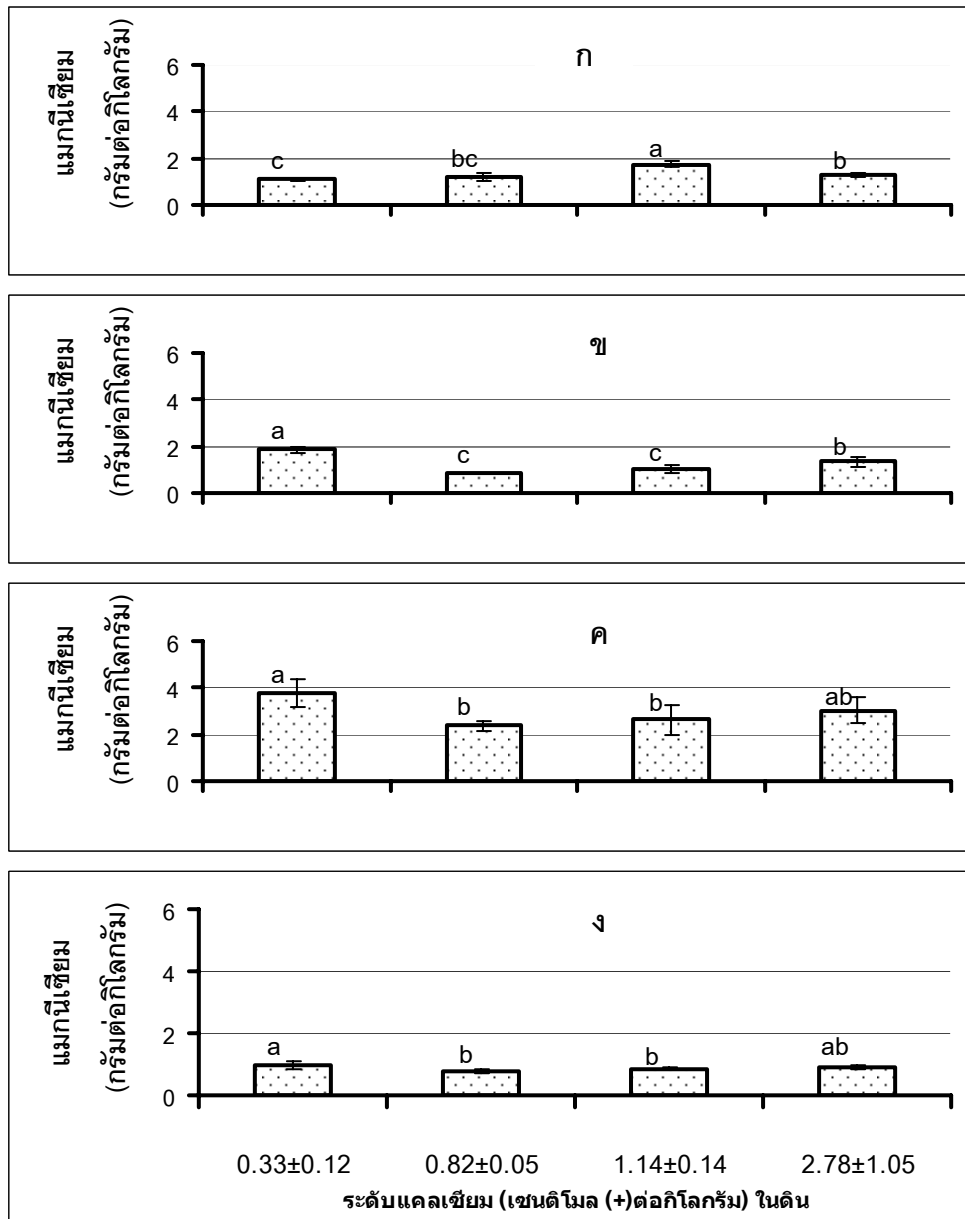 ก
แมกนีเซียม
(กรัมต่อกิโลกรัม)
6
4
2
0
c
bc
a
b
ข
แมกนีเซียม
(กรัมต่อกิโลกรัม)
6
4
2
0
a
c
c
b
ค
แมกนีเซียม
(กรัมต่อกิโลกรัม)
6
4
2
0
a
b
b
ab
ง
แมกนีเซียม
(กรัมต่อกิโลกรัม)
6
4
2
0
a
b
b
ab
0.33±0.12 0.82±0.05 1.14±0.14 2.78±1.05
ระดับแคลเซียม (เซนติโมล (+)ต่อกิโลกรัม) ในดิน